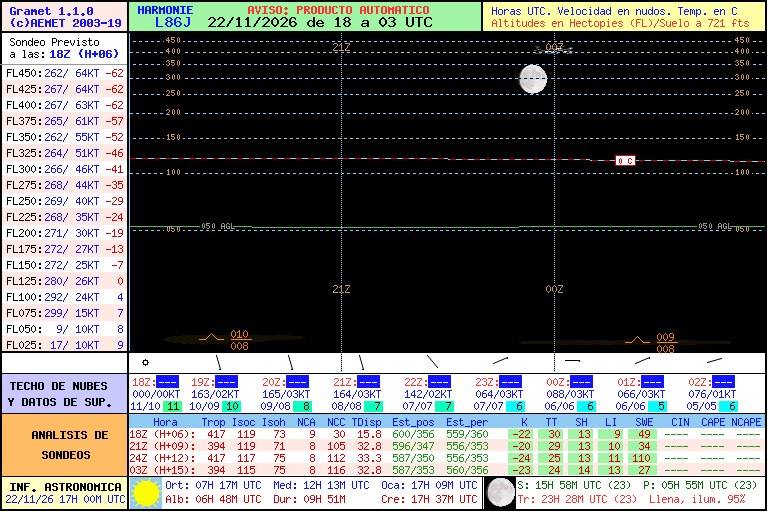 Gramet 1.1.0
(c)AEMET 2003-19
HARMONIE
L86J
AVISO: PRODUCTO AUTOMATICO
22/11/2026 de 18 a 03 UTC
Horas UTC. Velocidad en nudos. Temp. en C
Altitudes en Hectopies (FL)/Suelo a 721 fts
Sondeo Previsto
a las: 18Z (H+06)
FL450: 262/ 64KT -62
FL425: 267/ 64KT -62
FL400: 267/ 63KT -62
FL375: 265/ 61KT -57
FL350: 262/ 55KT -52
FL325: 264/ 51KT -46
FL300: 266/ 46KT -41
FL275: 268/ 44KT -35
FL250: 269/ 40KT -29
FL225: 268/ 35KT -24
FL200: 271/ 30KT -19
FL175: 272/ 27KT -13
FL150: 272/ 25KT -7
FL125: 280/ 26KT 0
FL100: 292/ 24KT 4
FL075: 299/ 15KT 7
FL050: 9/ 10KT 8
FL025: 17/ 10KT 9
21Z 00Z
450 450
400 400
350 350
300 300
250 250
200 200
150 150
0 C
100 100
050 AGL 050 AGL
050 050
21Z 00Z
010
008
009
008
TECHO DE NUBES
Y DATOS DE SUP.
18Z: --- 19Z: --- 20Z: --- 21Z: --- 22Z: --- 23Z: --- 00Z: --- 01Z: --- 02Z: ---
000/00KT 163/02KT 165/03KT 164/03KT 142/02KT 064/03KT 088/03KT 066/03KT 076/01KT
11/10 11 10/09 10 09/08 8 08/08 7 07/07 7 07/07 6 06/06 6 06/06 5 05/05 6
ANALISIS DE
SONDEOS
Hora Trop Isoc Isoh NCA NCC TDisp Est_pos Est_per K TT SH LI SWE CIN CAPE NCAPE
18Z (H+06): 417 119 73 9 30 15.8 600/356 559/360 -22 30 13 9 49 ---- ---- ----
21Z (H+09): 394 119 71 8 105 32.8 596/347 553/360 -25 29 13 10 34 ---- ---- ----
24Z (H+12): 417 117 75 8 112 33.3 587/347 553/360 -24 25 13 11 110 ---- ---- ----
03Z (H+15): 394 115 75 8 116 32.8 587/353 560/353 -23 24 14 13 27 ---- ---- ----
INF. ASTRONOMICA
22/11/26 17H 00M UTC
Ort: 07H 17M UTC Med: 12H 13M UTC Oca: 17H 09M UTC
Alb: 06H 48M UTC Dur: 09H 51M Cre: 17H 37M UTC
S: 15H 58M UTC (23) P: 05H 55M UTC (23)
Tr: 23H 28M UTC (23) Llena, ilum. 95%